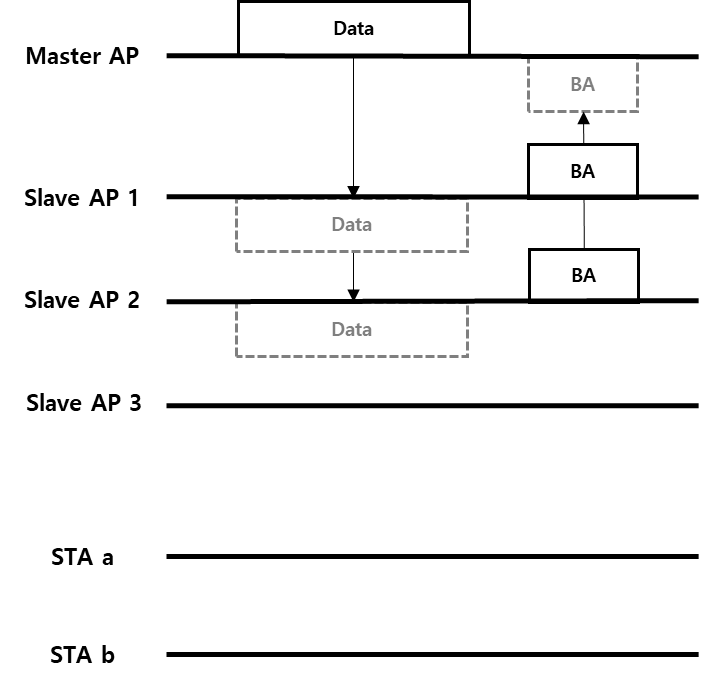 Data
Master AP
BA
BA
Slave AP 1
Data
BA
Slave AP 2
Data
Slave AP 3
STA a
STA b